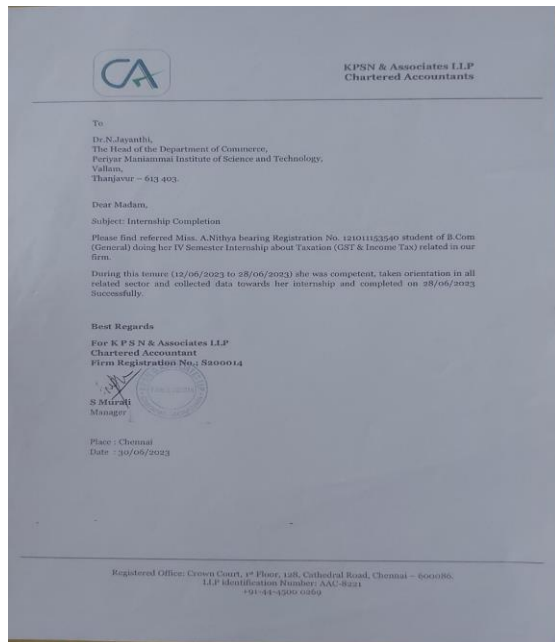 CA
KPSN & Associates LLP
Chartered Accountants
To
Dr.N.Jayanthi,
The Head of the Department of Commerce,
Periyar Maniammai Institute of Science and Technology,
Vallam,
Thanjavur – 613 403.
Dear Madam,
Subject: Internship Completion
Please find referred Miss. A.Nithya bearing Registration No. 121011153540 student of B.Com
(General) doing her IV Semester Internship about Taxation (GST & Income Tax) related in our
firm.
During this tenure (12/06/2023 to 28/06/2023) she was competent, taken orientation in all
related sector and collected data towards her internship and completed on 28/06/2023
Successfully.
Best Regards
For K P S N & Associates LLP
Chartered Accountant
Firm Registration No.: S200014
S Murali
Manager
Place : Chennai
Date : 30/06/2023
Registered Office: Crown Court, 1st Floor, 128, Cathedral Road, Chennai – 600086.
LLP Identification Number: AAU-8221
+91-44-4500 0269